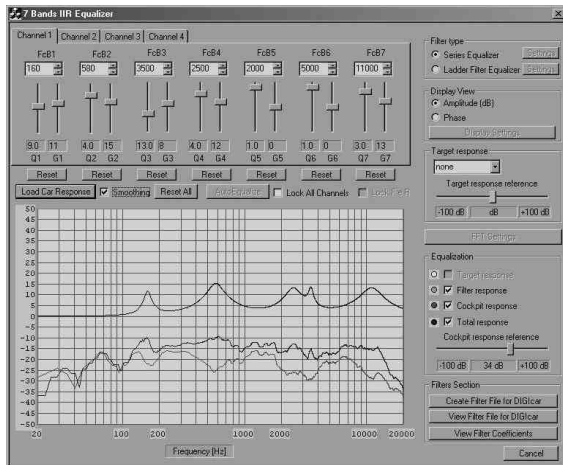 7 Bands IIR Equalizer
Channel 1 Channel 2 Channel 3 Channel 4
FcB1 FcB2 FcB3 FcB4 FcB5 FcB6 FcB7
160 580 3500 2500 2000 5000 11000
9.0 11 4.0 15 13.0 8 4.0 12 1.0 0 1.0 0 3.0 13
Q1 G1 Q2 G2 Q3 G3 Q4 G4 Q5 G5 Q6 G6 Q7 G7
Reset Reset Reset Reset Reset Reset Reset
Load Car Response Smoothing Reset All AutoEqualize Lock All Channels Lock
50
45
40
35
30
25
20
15
10
5
0
-5
-10
-15
-20
-25
-30
-35
-40
-45
-50
20 100 200 1000 2000 10000 20000
Frequency [Hz]
Filter type
Series Equalizer Settings
Ladder Filter Equalizer Settings
Display View
Amplitude (dB)
Phase
Display Settings
Target response
none
Target response reference
-100 dB dB +100 dB
Settings
Equalization
Target response
Filter response
Cockpit response
Total response
Cockpit response reference
-100 dB 34 dB +100 dB
Filters Section
Create Filter File for DIGIcar
View Filter File for DIGIcar
View Filter Coefficients
Cancel